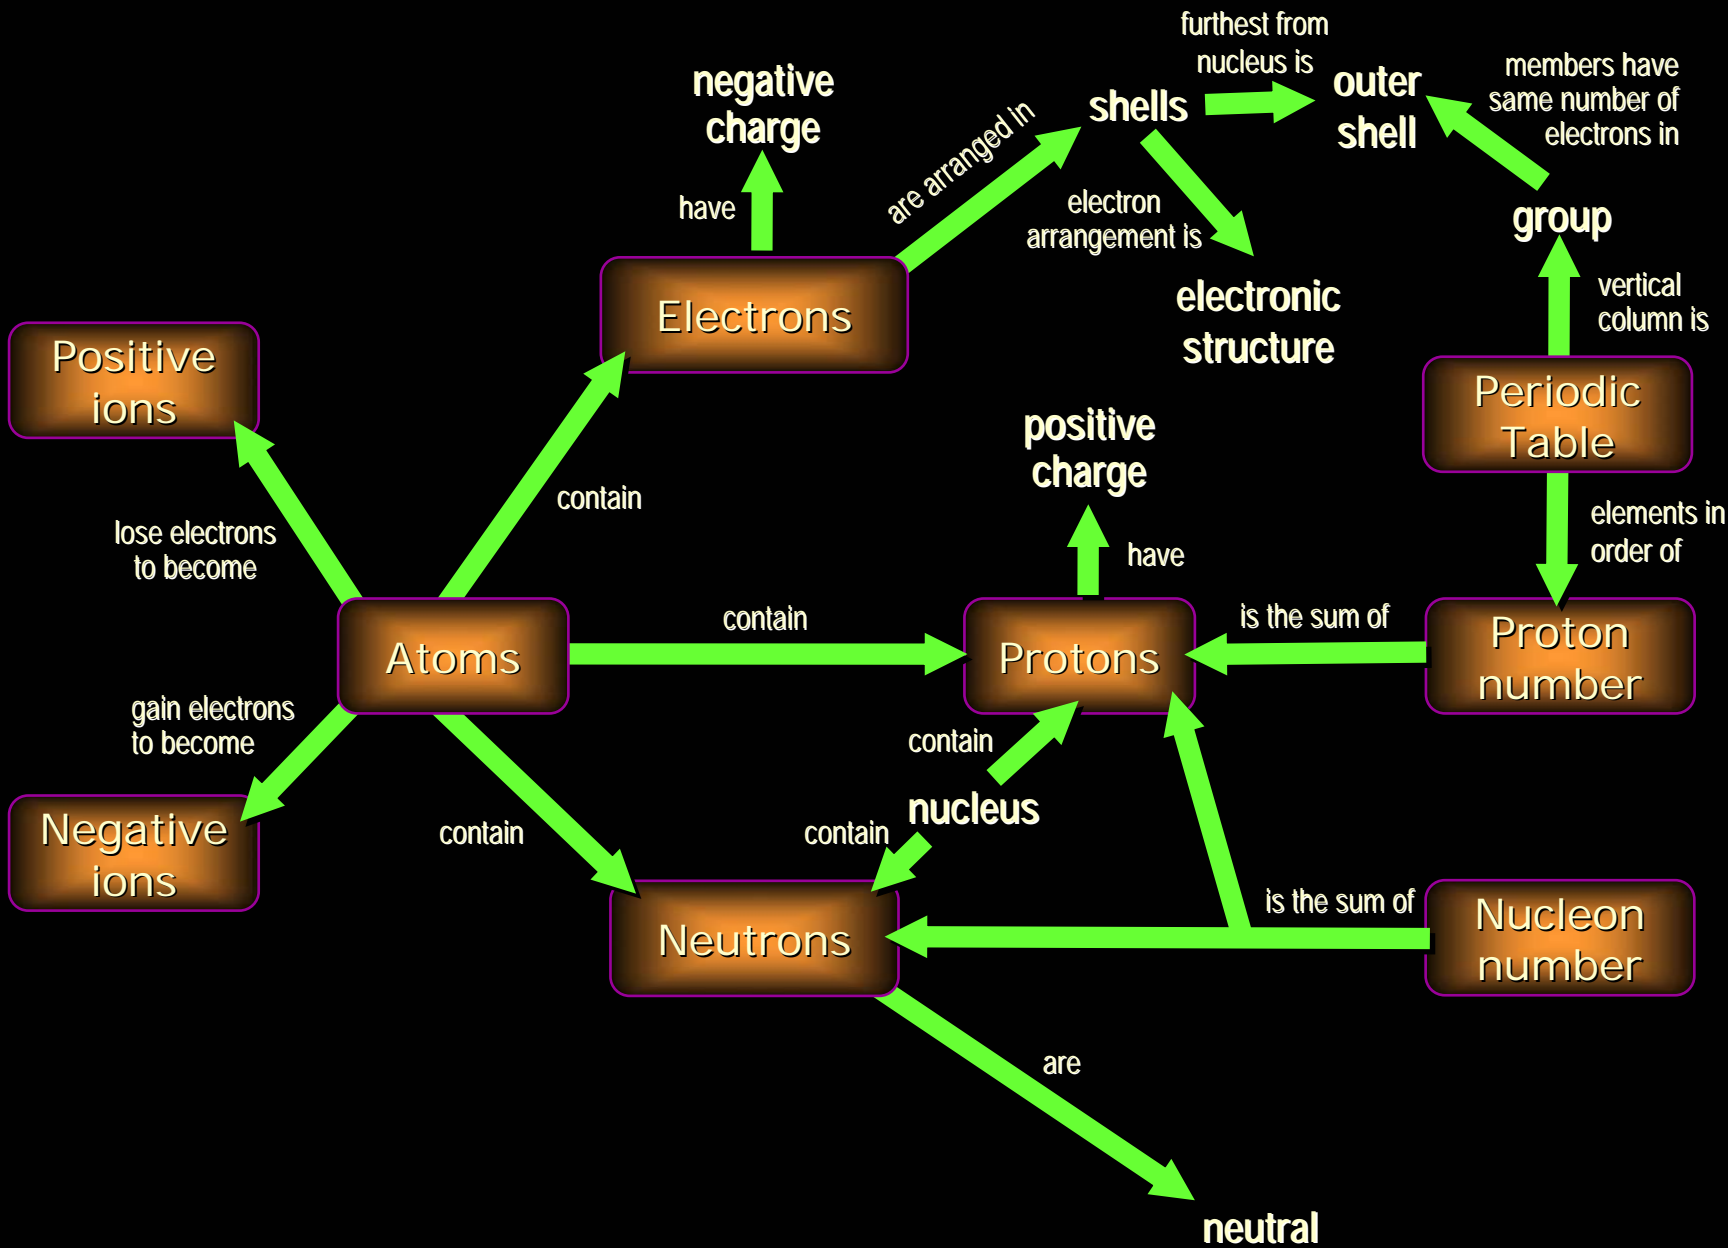 furthest from
nucleus is
negative
charge
shells
outer
shell
members have
same number of
electrons in
are arranged in
have
electron
arrangement is
group
Electrons
electronic
structure
vertical
column is
Positive
ions
Periodic
Table
positive
charge
contain
lose electrons
to become
have
elements in
order of
Atoms
contain
Protons
is the sum of
Proton
number
gain electrons
to become
contain
nucleus
Negative
ions
contain
contain
Neutrons
is the sum of
Nucleon
number
are
neutral